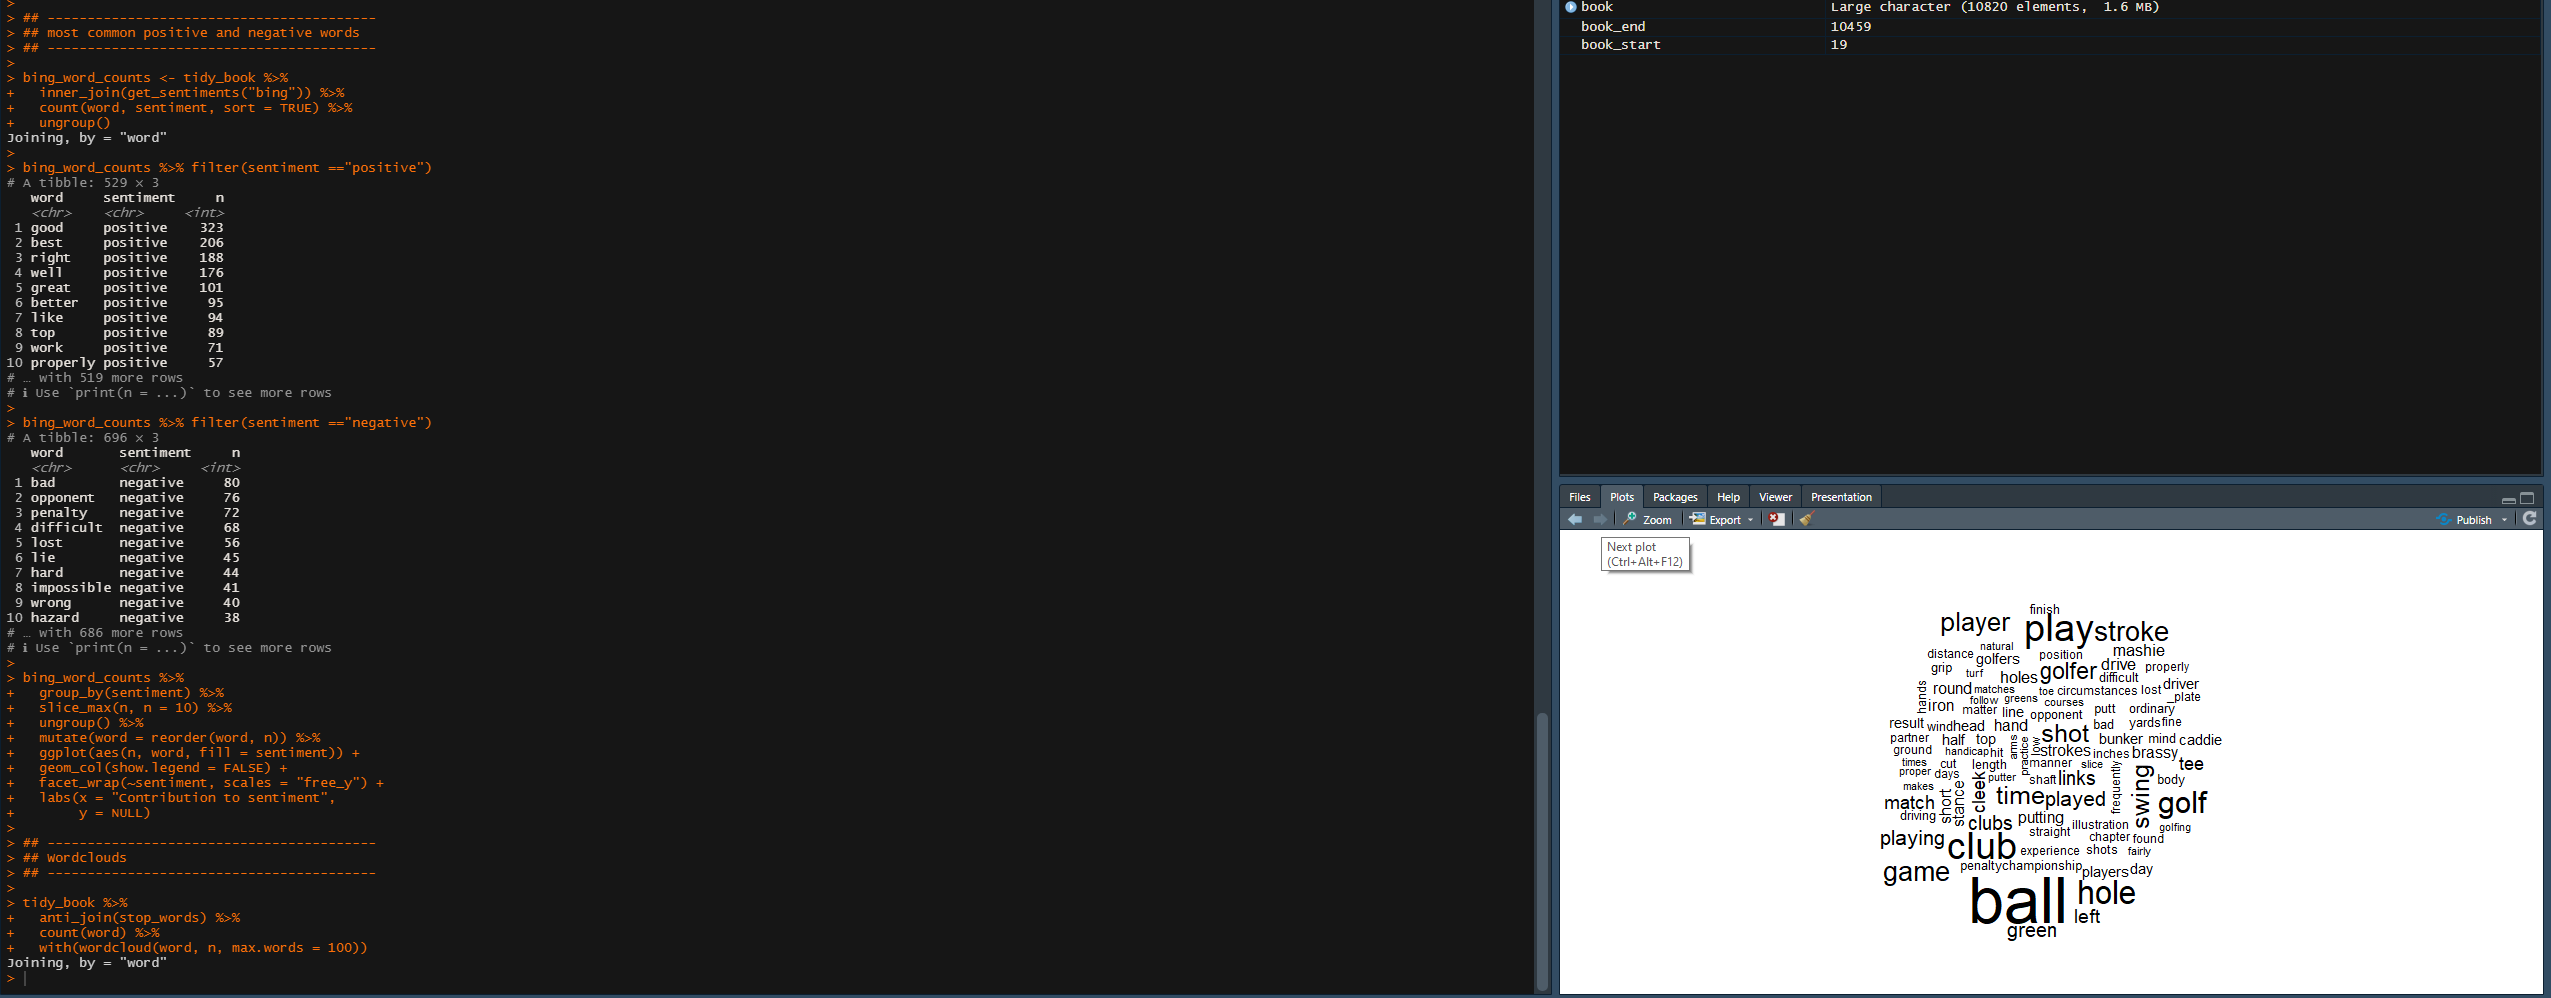 >
> ## -----------------------------------------
> ## most common positive and negative words
> ## -----------------------------------------
>
> bing_word_counts <- tidy_book %>%
+   inner_join(get_sentiments("bing")) %>%
+   count(word, sentiment, sort = TRUE) %>%
+   ungroup()
Joining, by = "word"
>
> bing_word_counts %>% filter(sentiment =="positive")
# A tibble: 529 × 3
   word     sentiment     n
   <chr>    <chr>     <int>
 1 good     positive    323
 2 best     positive    206
 3 right    positive    188
 4 well     positive    176
 5 great    positive    101
 6 better   positive     95
 7 like     positive     94
 8 top      positive     89
 9 work     positive     71
10 properly positive     57
# … with 519 more rows
# ℹ Use `print(n = ...)` to see more rows
>
> bing_word_counts %>% filter(sentiment =="negative")
# A tibble: 696 × 3
   word       sentiment     n
   <chr>      <chr>     <int>
 1 bad        negative     80
 2 opponent   negative     76
 3 penalty    negative     72
 4 difficult  negative     68
 5 lost       negative     56
 6 lie        negative     45
 7 hard       negative     44
 8 impossible negative     41
 9 wrong      negative     40
10 hazard     negative     38
# … with 686 more rows
# ℹ Use `print(n = ...)` to see more rows
>
> bing_word_counts %>%
+   group_by(sentiment) %>%
+   slice_max(n, n = 10) %>%
+   ungroup() %>%
+   mutate(word = reorder(word, n)) %>%
+   ggplot(aes(n, word, fill = sentiment)) +
+   geom_col(show.legend = FALSE) +
+   facet_wrap(~sentiment, scales = "free_y") +
+   labs(x = "Contribution to sentiment",
+        y = NULL)
>
> ## -----------------------------------------
> ## Wordclouds
> ## -----------------------------------------
>
> tidy_book %>%
+   anti_join(stop_words) %>%
+   count(word) %>%
+   with(wordcloud(word, n, max.words = 100))
Joining, by = "word"
>
book Large character (10820 elements, 1.6 MB)
book_end 10459
book_start 19
Files Plots Packages Help Viewer Presentation
Zoom Export Publish
Next plot
(Ctrl+Alt+F12)
finish
player play stroke
natural mashie
distance golfers position
grip turf holes golfer drive properly
difficult
hands round matches toe circumstances lost driver
iron follow greens courses _plate
matter line opponent putt ordinary
result windhead hand bad yards fine
partner half top arms practice low shot bunker mind caddie
ground handicap hit strokes inches brassy
times cut length manner slice tee
proper days putter shaft links frequently swing body
makes short stance cleek time played golf
match
driving clubs putting illustration golfing
playing straight chapter found
club experience shots fairly
game penalty championship players day
ball hole
left
green